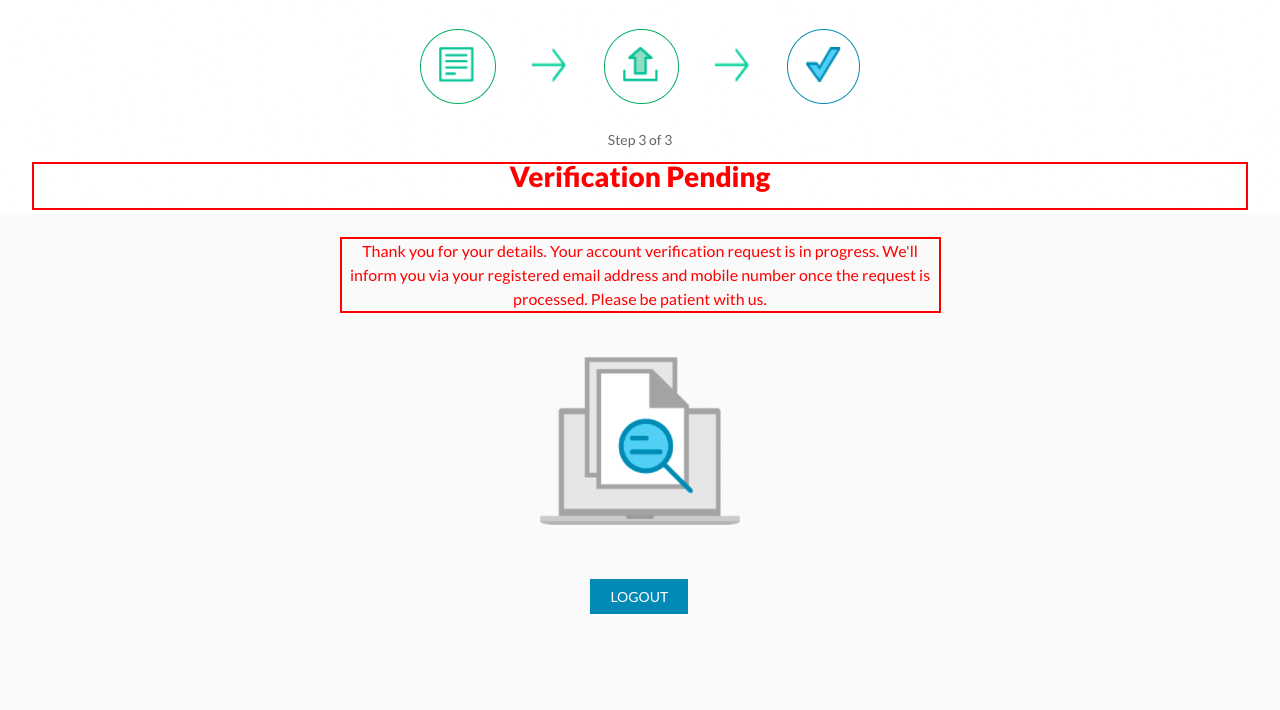 Step 3 of 3
Verification Pending
Thank you for your details. Your account verification request is in progress. We'll
inform you via your registered email address and mobile number once the request is
processed. Please be patient with us.
LOGOUT